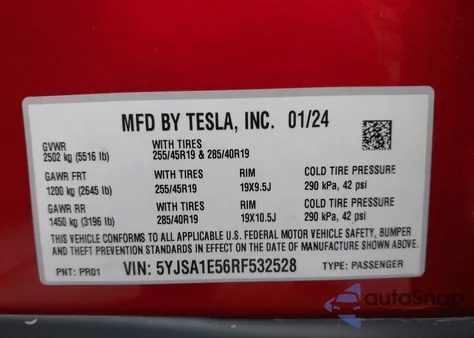 MFD BY TESLA, INC. 01/24
GVWR
2502 kg (5516 lb)
WITH TIRES
255/45R19 & 285/40R19
GAWR FRT
1200 kg (2645 lb)
WITH TIRES
255/45R19
RIM
19X9.5J
COLD TIRE PRESSURE
290 kPa, 42 psi
GAWR RR
1450 kg (3196 lb)
WITH TIRES
285/40R19
RIM
19X10.5J
COLD TIRE PRESSURE
290 kPa, 42 psi
THIS VEHICLE CONFORMS TO ALL APPLICABLE FEDERAL MOTOR VEHICLE SAFETY, BUMPER
AND THEFT PREVENTION STANDARDS IN EFFECT ON THE DATE OF MANUFACTURE SHOWN ABOVE.
PNT: PR01
VIN: 5YJSA1E56RF532528
TYPE: PASSENGER
autoSnap